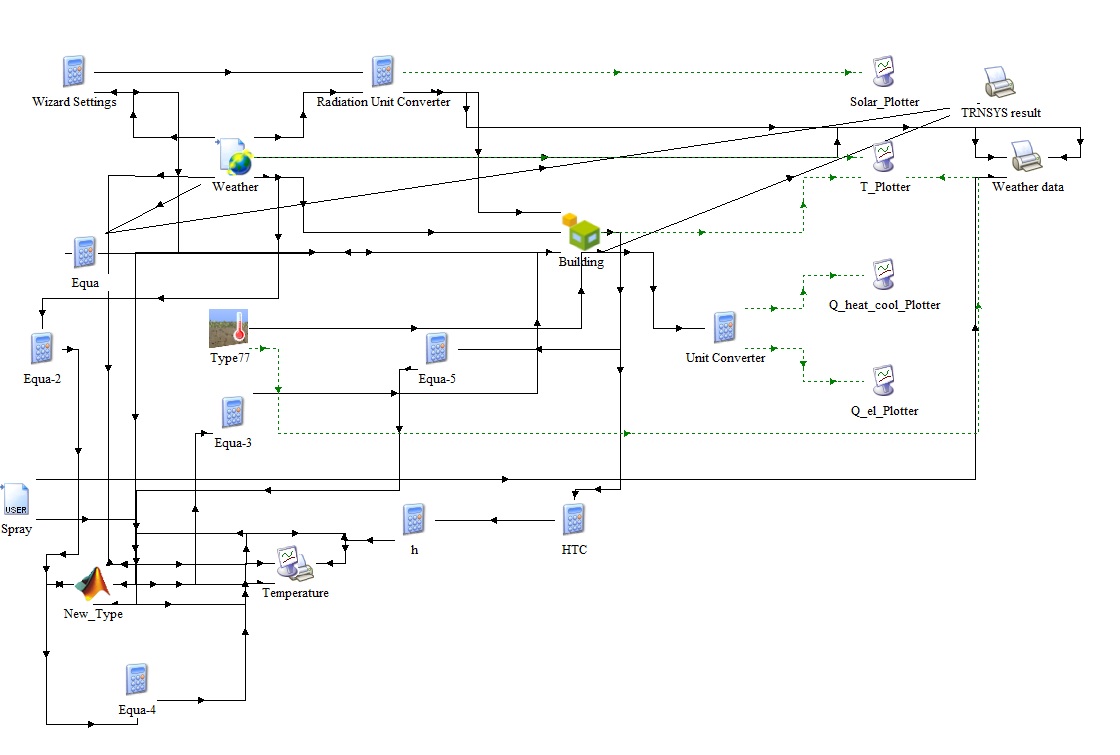 Wizard Settings
Radiation Unit Converter
Solar_Plotter
TRNSYS result
Weather
T_Plotter
Weather data
Equa
Building
Q_heat_cool_Plotter
Type77
Unit Converter
Equa-2
Equa-5
Q_el_Plotter
Equa-3
USER
Spray
h
HTC
Temperature
New_Type
Equa-4